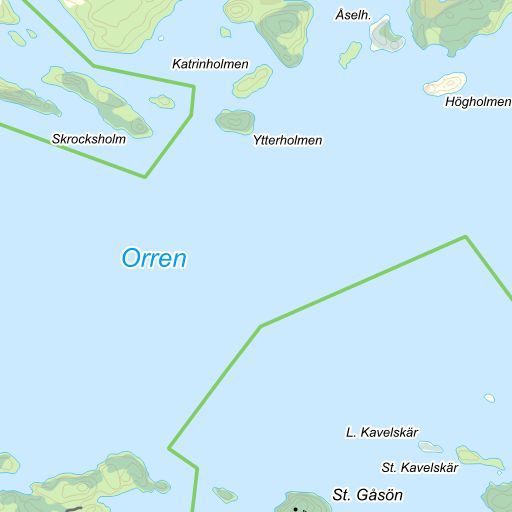 Åselh.
Katrinholmen
Högholmen
Skrocksholm
Ytterholmen
Orren
L. Kavelskär
St. Kavelskär
St. Gåsön